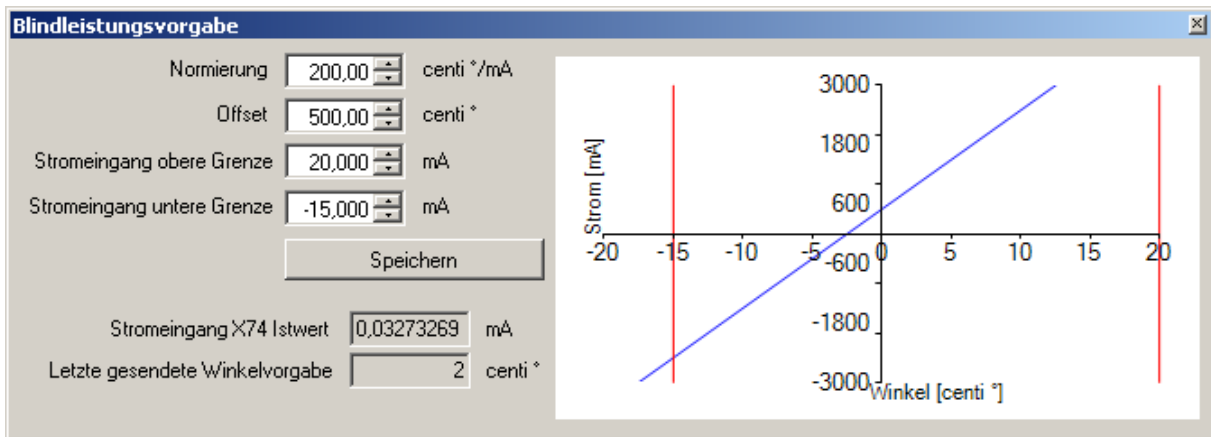 Blindleistungsvorgabe
Normierung 200,00 centi °/mA
Offset 500,00 centi °
Stromeingang obere Grenze 20,000 mA
Stromeingang untere Grenze -15,000 mA
Speichern
Stromeingang X74 Istwert 0,03273269 mA
Letzte gesendete Winkelvorgabe 2 centi °
Strom [mA]
3000
1800
600
-20 -15 -10 -5 0 5 10 15 20
-600
-1800
-3000
Winkel [centi °]